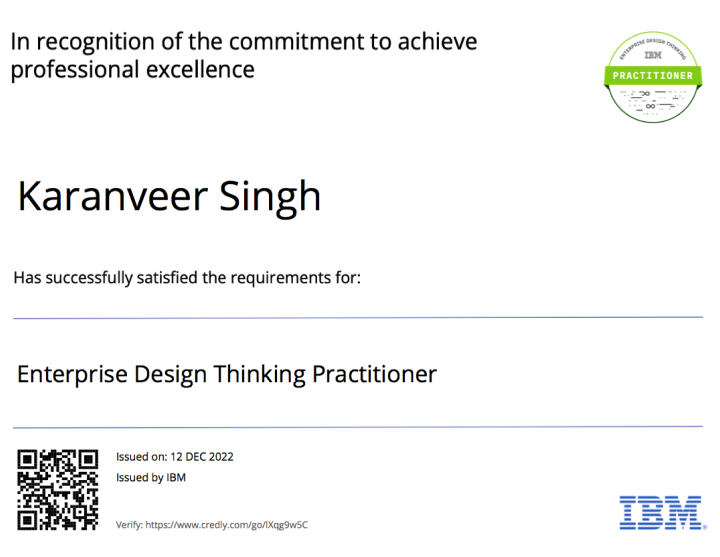 In recognition of the commitment to achieve
professional excellence
ENTERPRISE DESIGN THINKING
IBM
PRACTITIONER
Karanveer Singh
Has successfully satisfied the requirements for:
Enterprise Design Thinking Practitioner
Issued on: 12 DEC 2022
Issued by IBM
Verify: https://www.credly.com/go/lXqg9w5C
IBM®